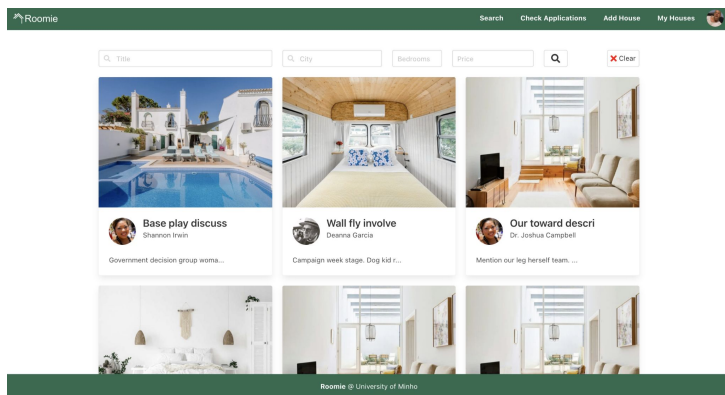 Roomie
Search Check Applications Add House My Houses
Title City Bedrooms Price Clear
Base play discuss
Shannon Irwin
Government decision group woma...
Wall fly involve
Deanna Garcia
Campaign week stage. Dog kid r...
Our toward descri
Dr. Joshua Campbell
Mention our leg herself team. ...
Roomie @ University of Minho